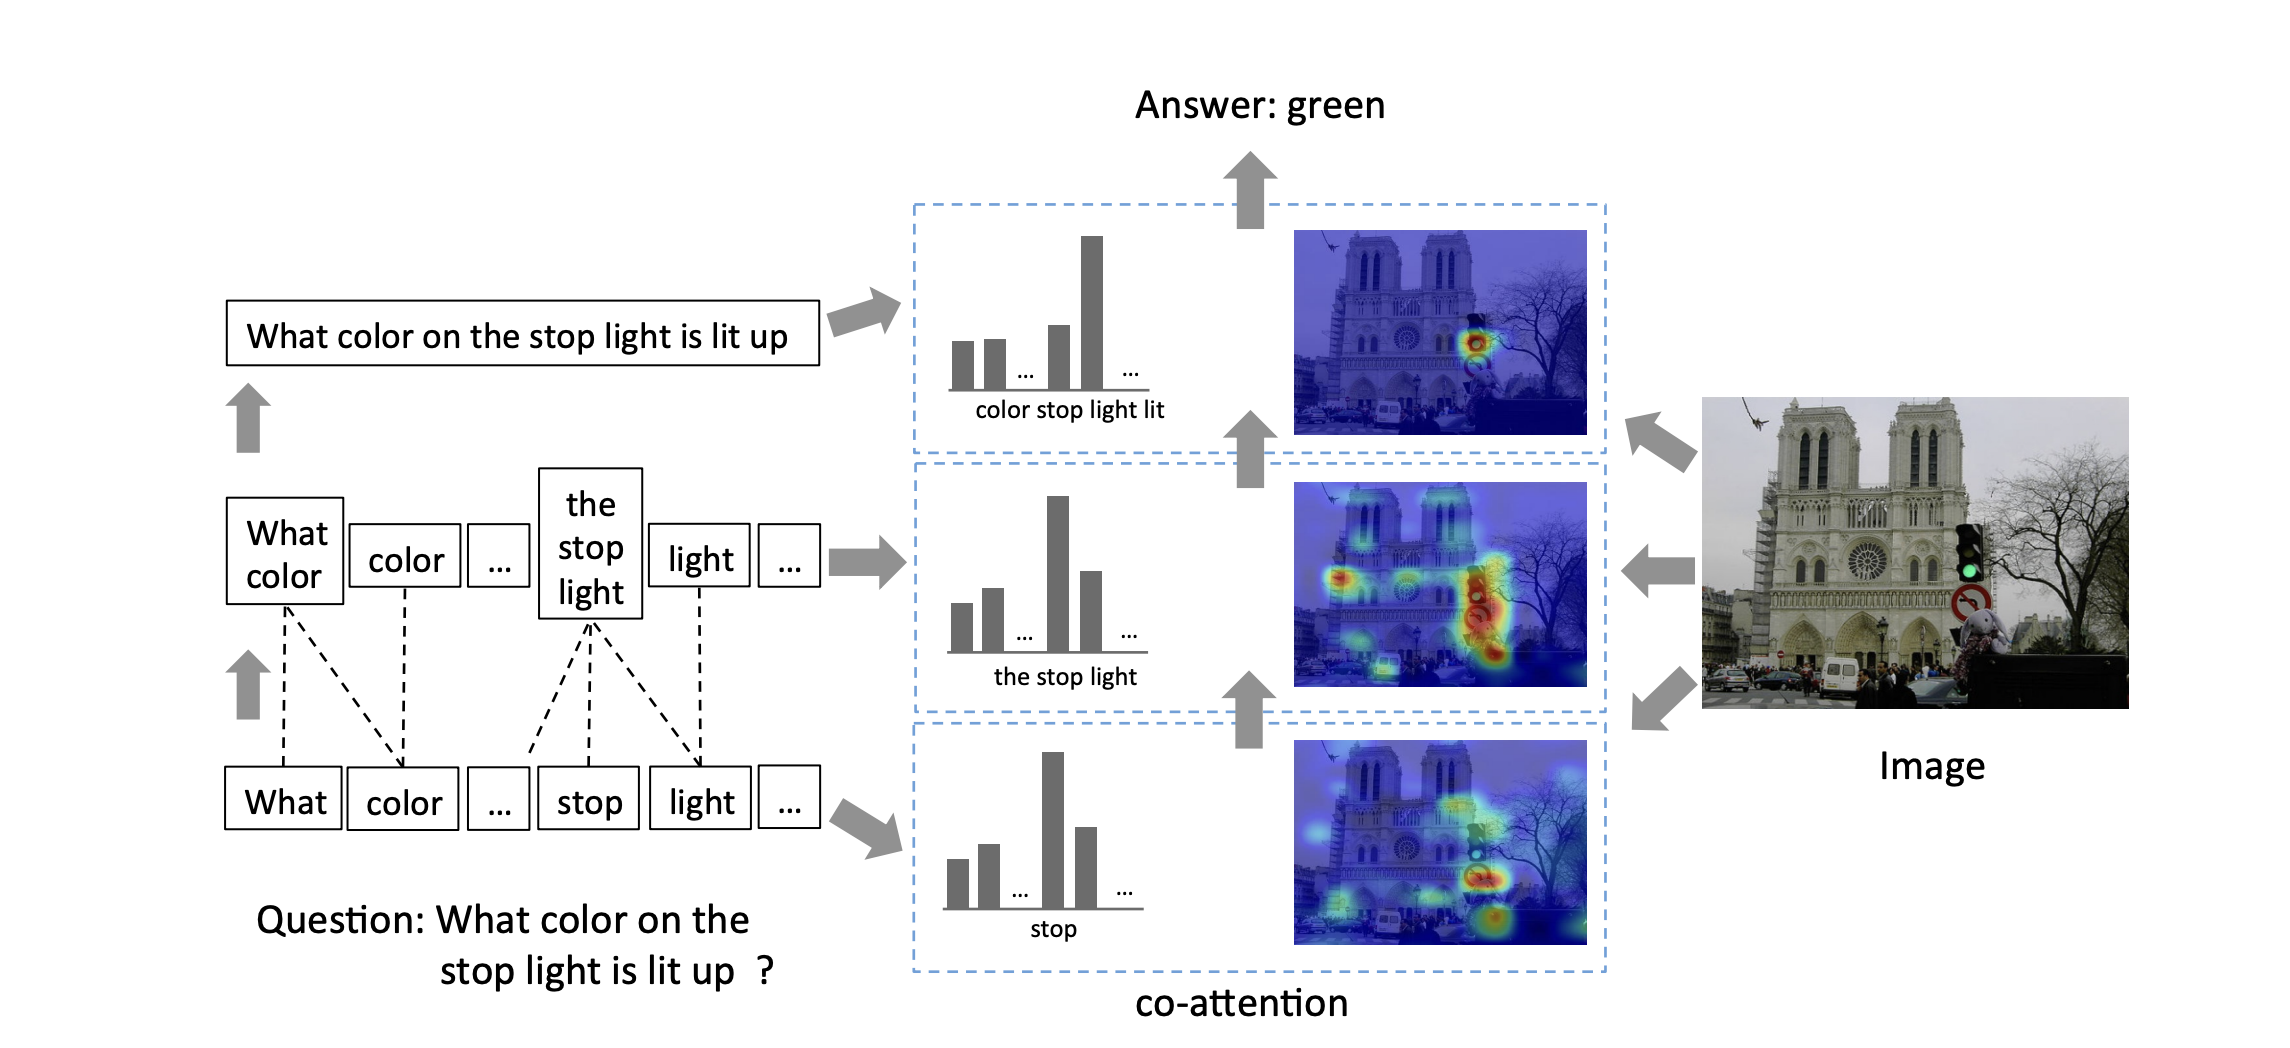 Answer: green
What color on the stop light is lit up
...
...
color stop light lit
What
color
color
...
the
stop
light
light
...
...
...
the stop light
What
color
...
stop
light
...
...
...
stop
Image
Question: What color on the
stop light is lit up ?
co-attention